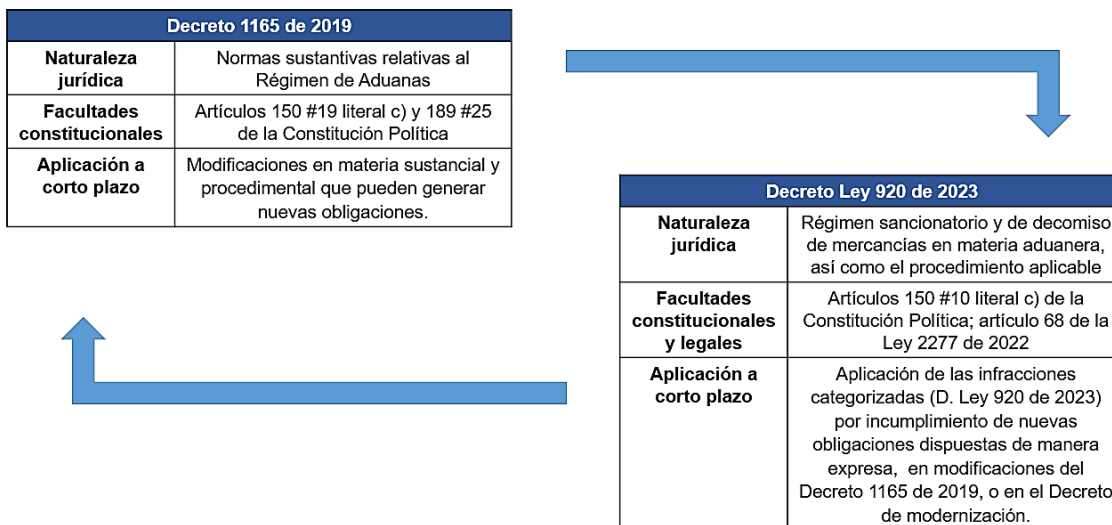 Decreto 1165 de 2019
Naturaleza
jurídica
Normas sustantivas relativas al
Régimen de Aduanas
Facultades
constitucionales
Artículos 150 #19 literal c) y 189 #25
de la Constitución Política
Aplicación a
corto plazo
Modificaciones en materia sustancial y
procedimental que pueden generar
nuevas obligaciones.
Decreto Ley 920 de 2023
Naturaleza
jurídica
Régimen sancionatorio y de decomiso
de mercancías en materia aduanera,
así como el procedimiento aplicable
Facultades
constitucionales
y legales
Artículos 150 #10 literal c) de la
Constitución Política; artículo 68 de la
Ley 2277 de 2022
Aplicación a
corto plazo
Aplicación de las infracciones
categorizadas (D. Ley 920 de 2023)
por incumplimiento de nuevas
obligaciones dispuestas de manera
expresa, en modificaciones del
Decreto 1165 de 2019, o en el Decreto
de modernización.